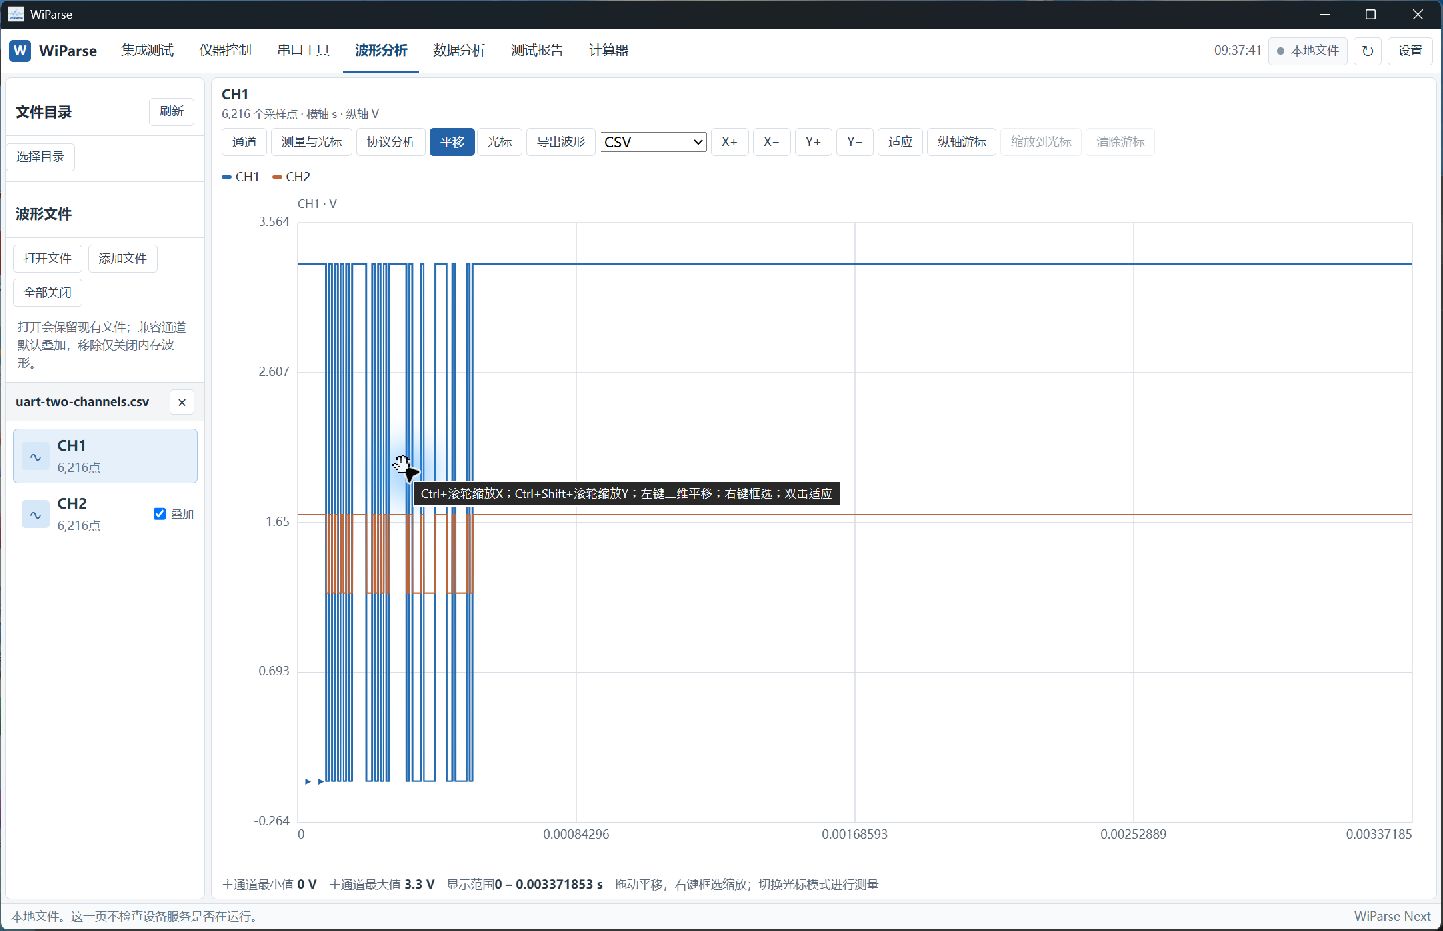 WiParse
W WiParse 集成测试 仪器控制 串口工具 波形分析 数据分析 测试报告 计算器 09:37:41 本地文件 设置
文件目录 刷新
选择目录
波形文件
打开文件 添加文件
全部关闭
打开会保留现有文件；兼容通道
默认叠加，移除仅关闭内存波
形。
uart-two-channels.csv ×
CH1
6,216点
CH2
6,216点 叠加
CH1
6,216 个采样点 · 横轴 s · 纵轴 V
通道 测量与光标 协议分析 平移 光标 导出波形 CSV X+ X− Y+ Y− 适应 纵轴游标 缩放到光标 清除游标
CH1 CH2
CH1 · V
3.564
2.607
1.65
0.693
-0.264
0 0.00084296 0.00168593 0.00252889 0.00337185
Ctrl+滚轮缩放X；Ctrl+Shift+滚轮缩放Y；左键二维平移；右键框选；双击适应
主通道最小值 0 V 主通道最大值 3.3 V 显示范围0 – 0.003371853 s 拖动平移，右键框选缩放；切换光标模式进行测量
本地文件。这一页不检查设备服务是否在运行。 WiParse Next